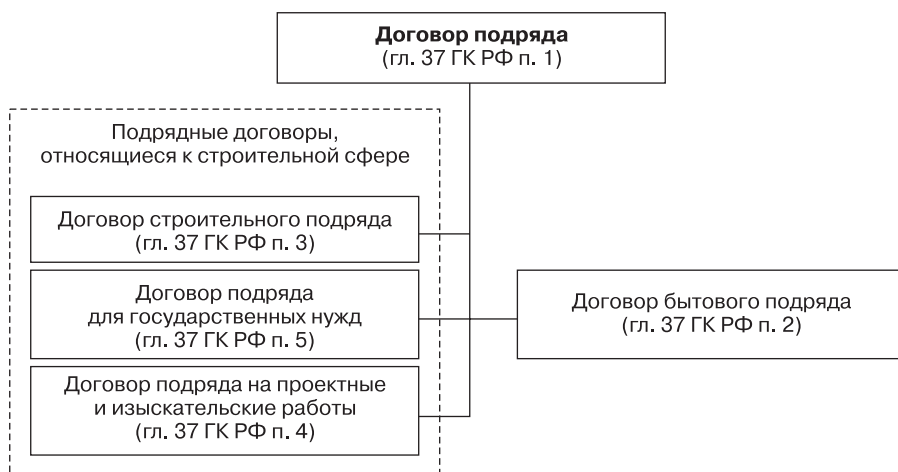 Договор подряда
(гл. 37 ГК РФ п. 1)
Подрядные договоры,
относящиеся к строительной сфере
Договор строительного подряда
(гл. 37 ГК РФ п. 3)
Договор подряда
для государственных нужд
(гл. 37 ГК РФ п. 5)
Договор подряда на проектные
и изыскательские работы
(гл. 37 ГК РФ п. 4)
Договор бытового подряда
(гл. 37 ГК РФ п. 2)